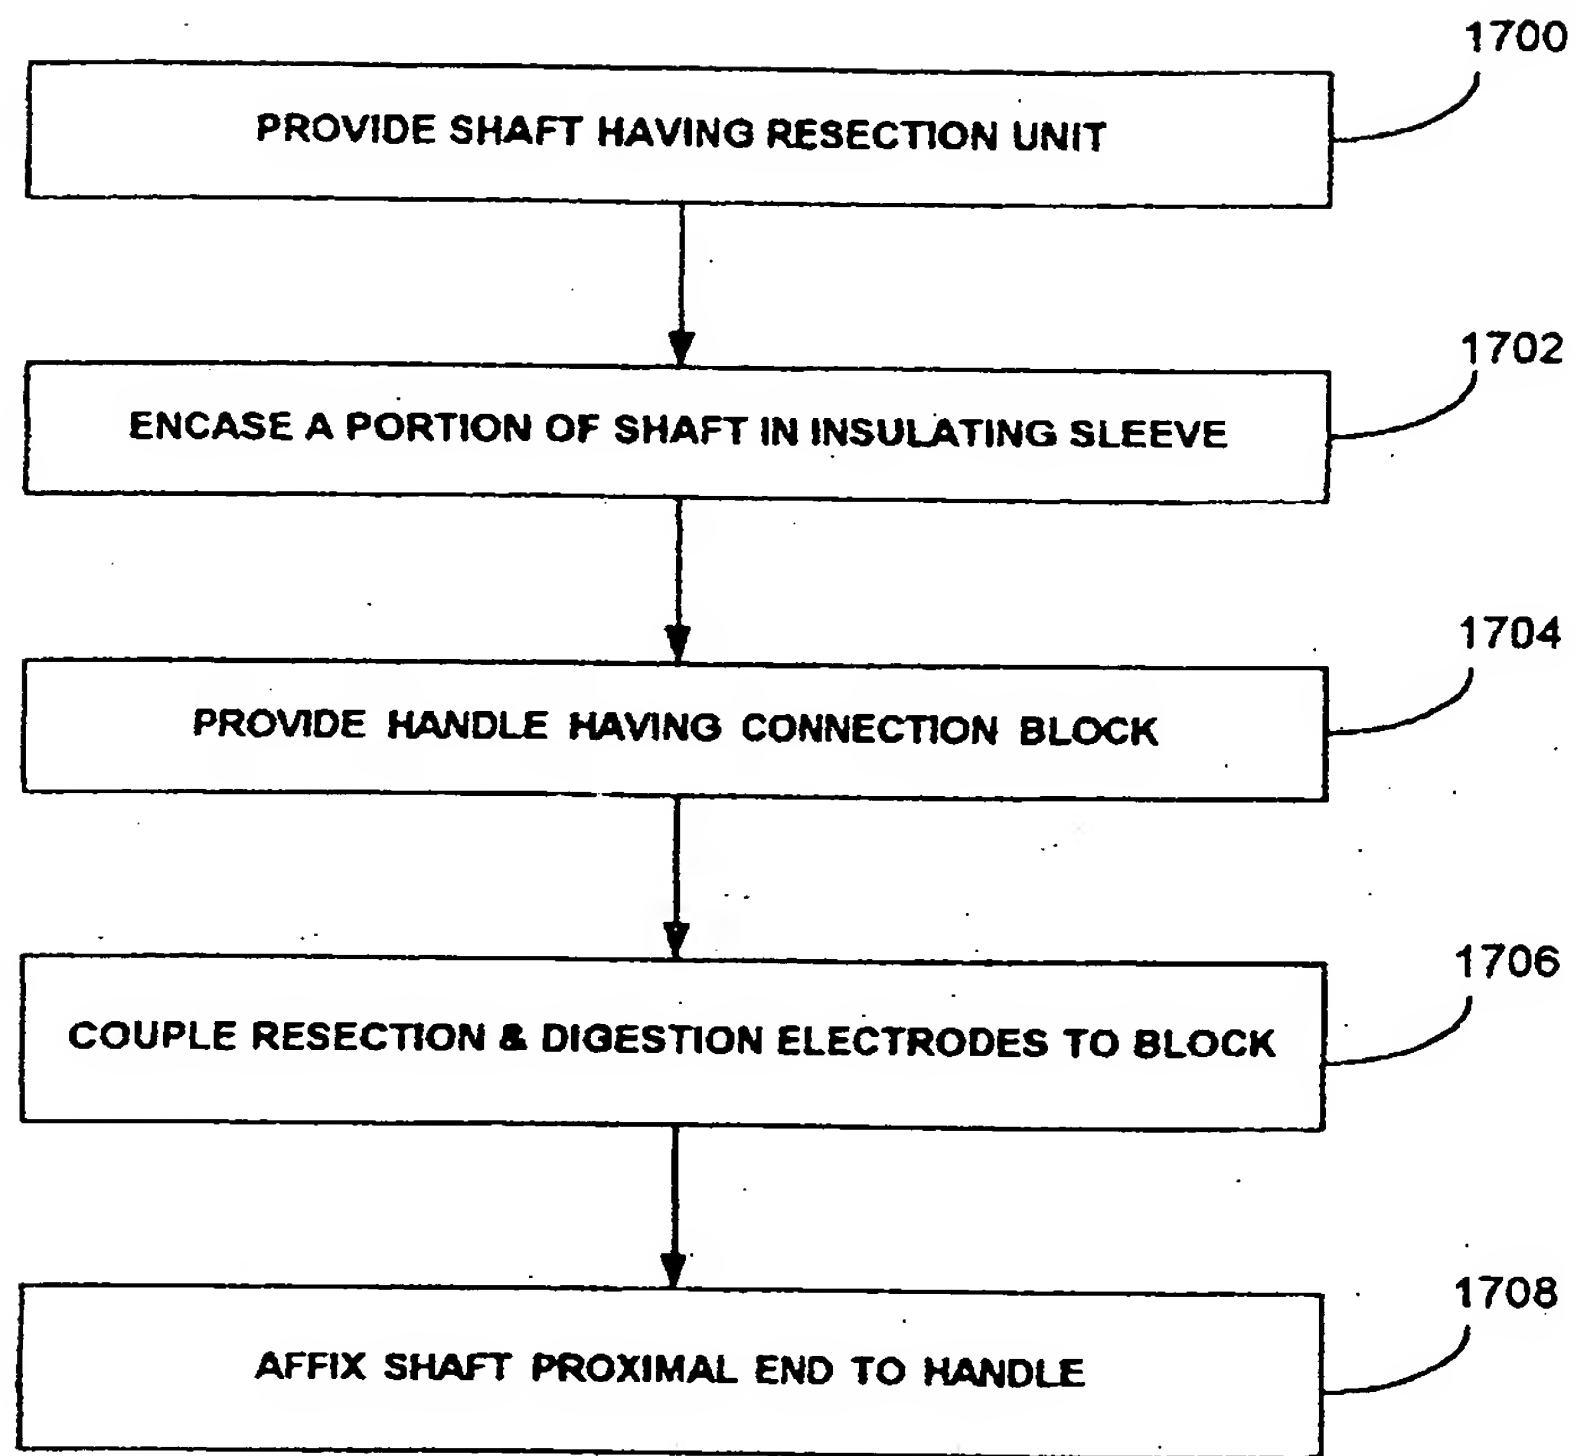 1700
PROVIDE SHAFT HAVING RESECTION UNIT
1702
ENCASE A PORTION OF SHAFT IN INSULATING SLEEVE
1704
PROVIDE HANDLE HAVING CONNECTION BLOCK
1706
COUPLE RESECTION & DIGESTION ELECTRODES TO BLOCK
1708
AFFIX SHAFT PROXIMAL END TO HANDLE